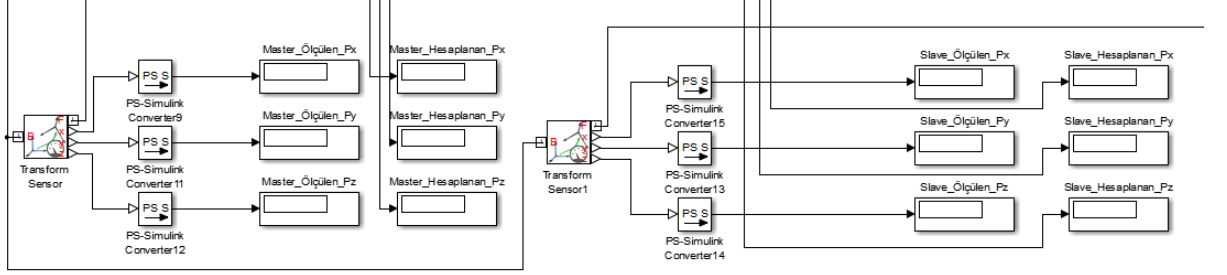 Master_Ölçülen_Px
Master_Hesaplanan_Px
Slave_Ölçülen_Px
Slave_Hesaplanan_Px
PS S
PS-Simulink
Converter9
PS S
PS-Simulink
Converter15
Master_Ölçülen_Py
Master_Hesaplanan_Py
Slave_Ölçülen_Py
Slave_Hesaplanan_Py
B
F
x
Transform
Sensor
PS S
PS-Simulink
Converter11
B
F
x
Transform
Sensor1
PS S
PS-Simulink
Converter13
Master_Ölçülen_Pz
Master_Hesaplanan_Pz
Slave_Ölçülen_Pz
Slave_Hesaplanan_Pz
PS S
PS-Simulink
Converter12
PS S
PS-Simulink
Converter14